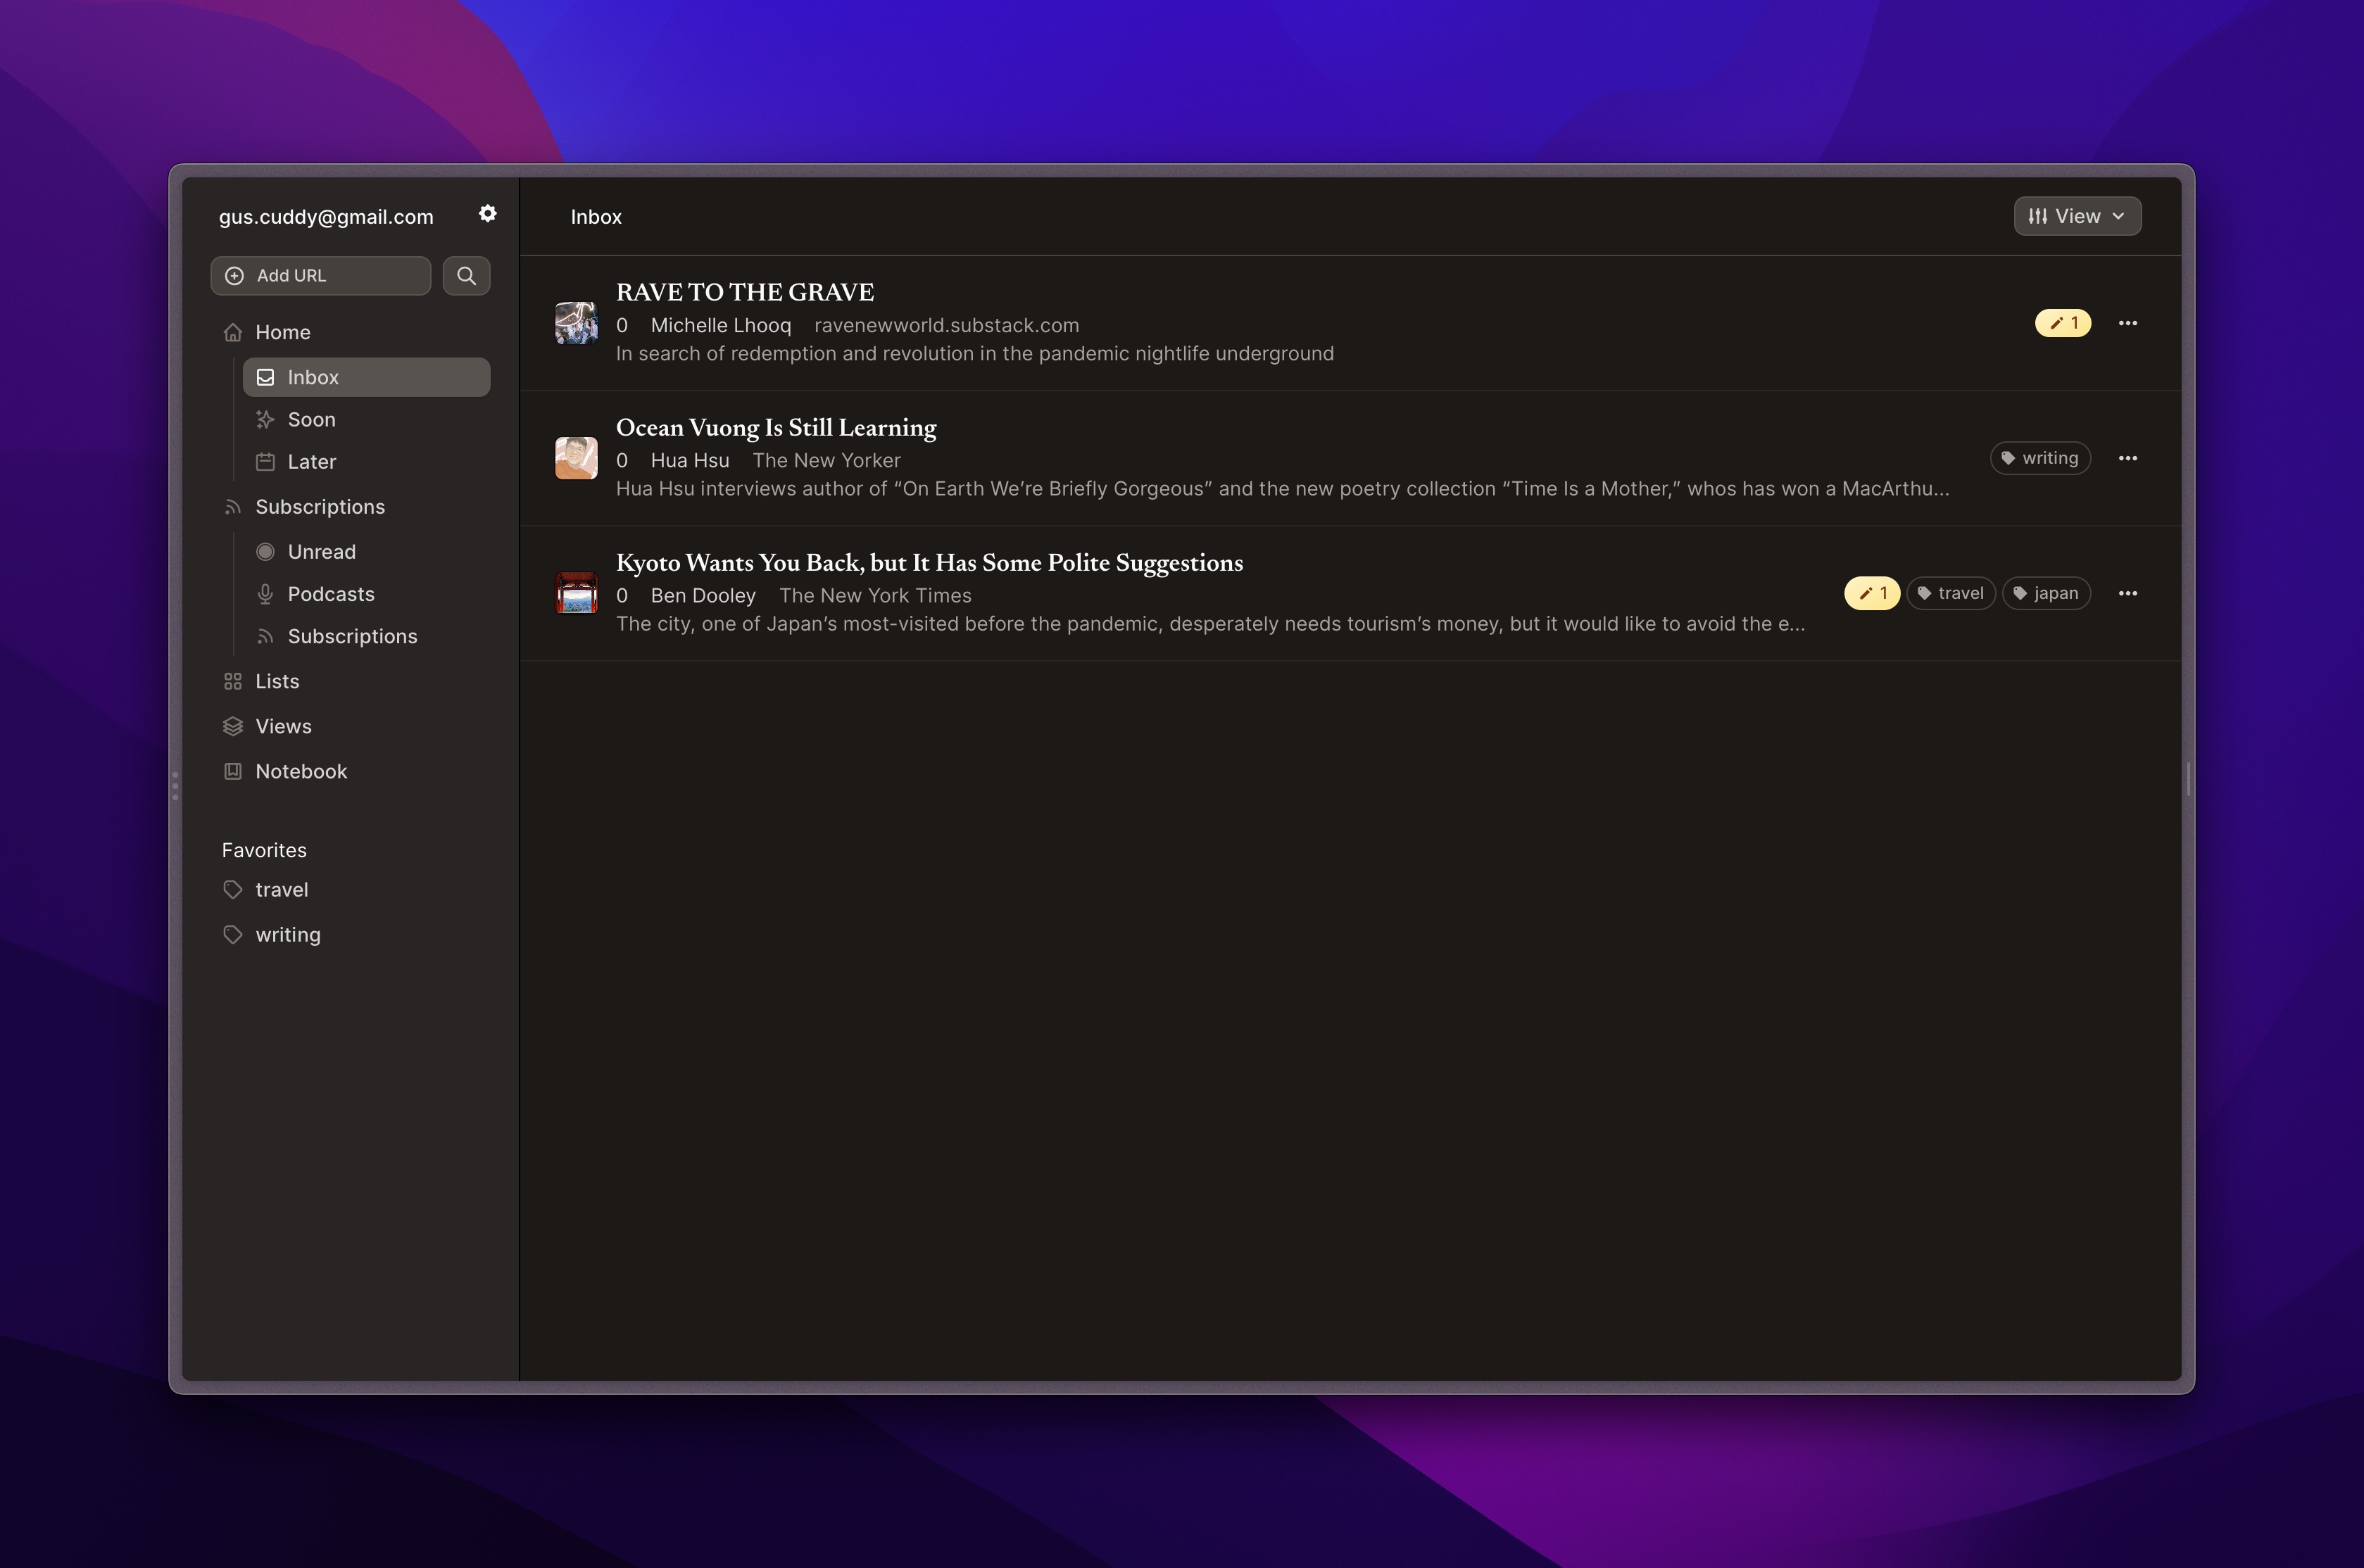 gus.cuddy@gmail.com
Add URL
Home
Inbox
Soon
Later
Subscriptions
Unread
Podcasts
Subscriptions
Lists
Views
Notebook
Favorites
travel
writing
Inbox
View
RAVE TO THE GRAVE
0 Michelle Lhooq ravenewworld.substack.com
In search of redemption and revolution in the pandemic nightlife underground
1
Ocean Vuong Is Still Learning
0 Hua Hsu The New Yorker
Hua Hsu interviews author of “On Earth We’re Briefly Gorgeous” and the new poetry collection “Time Is a Mother,” whos has won a MacArthu...
writing
Kyoto Wants You Back, but It Has Some Polite Suggestions
0 Ben Dooley The New York Times
The city, one of Japan’s most-visited before the pandemic, desperately needs tourism’s money, but it would like to avoid the e...
1 travel japan